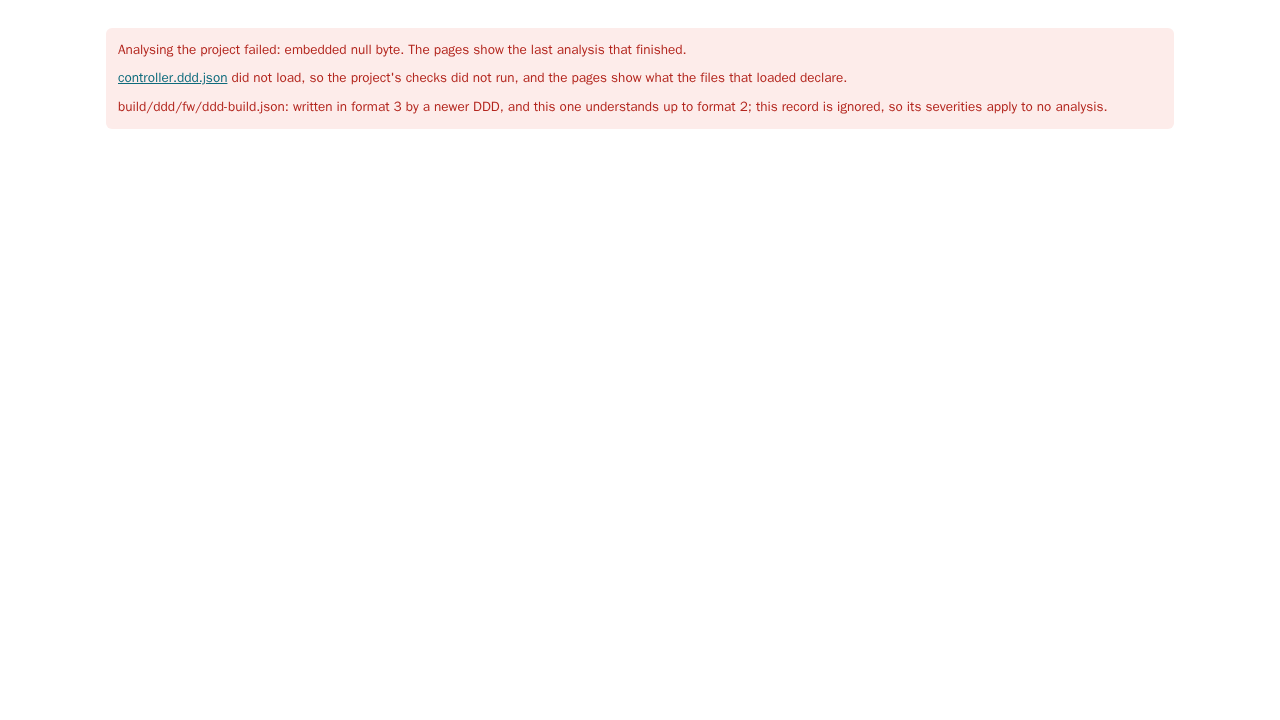 Analysing the project failed: embedded null byte. The pages show the last analysis that finished.
controller.ddd.json did not load, so the project's checks did not run, and the pages show what the files that loaded declare.
build/ddd/fw/ddd-build.json: written in format 3 by a newer DDD, and this one understands up to format 2; this record is ignored, so its severities apply to no analysis.